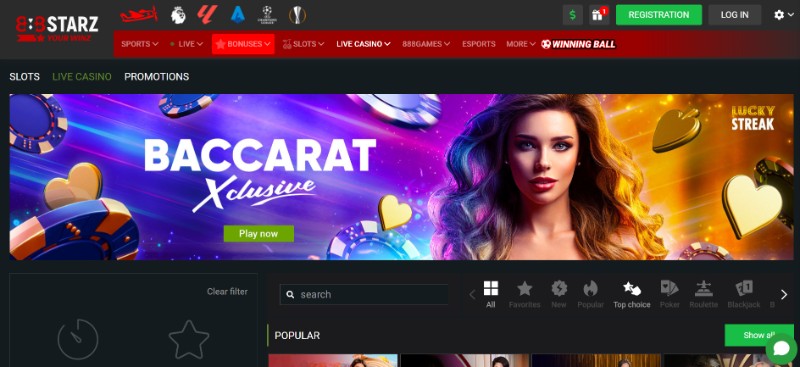 888STARZ
1
REGISTRATION
LOG IN
SPORTS
LIVE
BONUSES
SLOTS
LIVE CASINO
888GAMES
ESPORTS
MORE
WINNING BALL
SLOTS LIVE CASINO PROMOTIONS
LUCKY
STREAK
BACCARAT
Xclusive
Play now
Clear filter
search
All
Favorites
New
Popular
Top choice
Poker
Roulette
Blackjack
B
POPULAR
Show all